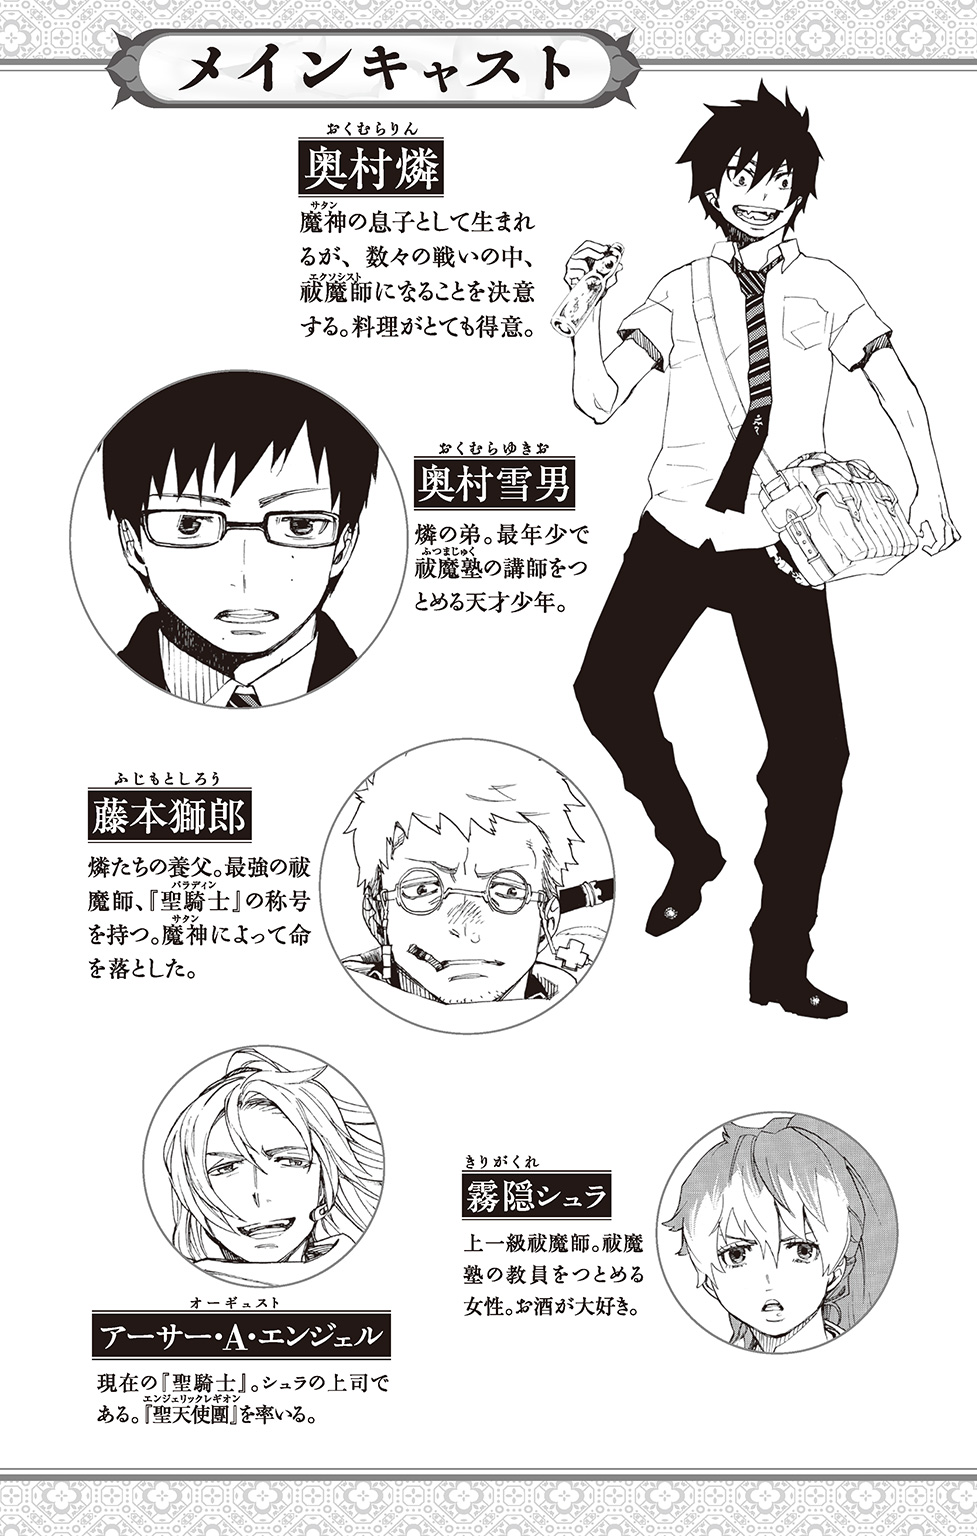 メインキャスト
おくむらりん
奥村燐
サタン
魔神の息子として生まれ
るが、数々の戦いの中、
エクソシスト
祓魔師になることを決意
する。料理がとても得意。
おくむらゆきお
奥村雪男
燐の弟。最年少で
ふつまじゅく
祓魔塾の講師をつ
とめる天才少年。
ふじもとしろう
藤本獅郎
燐たちの養父。最強の祓
パラディン
魔師、『聖騎士』の称号
サタン
を持つ。魔神によって命
を落とした。
オーギュスト
アーサー・A・エンジェル
現在の『聖騎士』。シュラの上司で
エンジェリックレギオン
ある。『聖天使團』を率いる。
きりがくれ
霧隠シュラ
上一級祓魔師。祓魔
塾の教員をつとめる
女性。お酒が大好き。